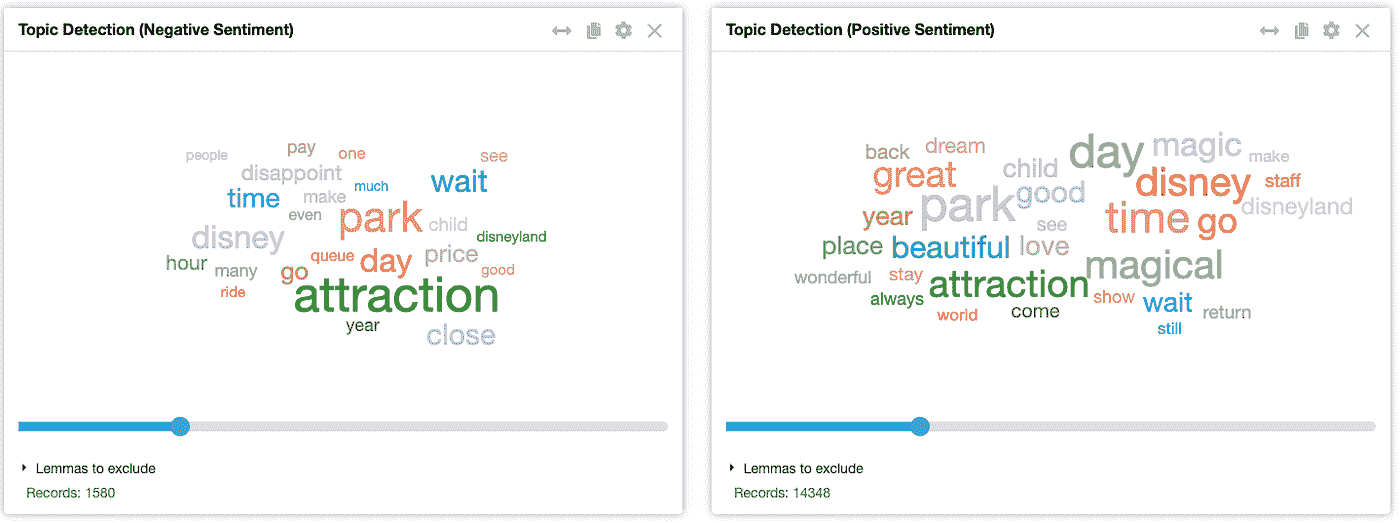 Topic Detection (Negative Sentiment)
people
pay
one
see
disappoint
much
wait
time
make
even
park
child
disney
disneyland
hour
many
queue
day
price
go
good
ride
attraction
year
close
Lemmas to exclude
Records: 1580
Topic Detection (Positive Sentiment)
back
dream
day
magic
make
great
child
good
disney
staff
year
park
see
time
go
disneyland
place
beautiful
love
wonderful
stay
magical
always
attraction
show
wait
world
come
return
still
Lemmas to exclude
Records: 14348